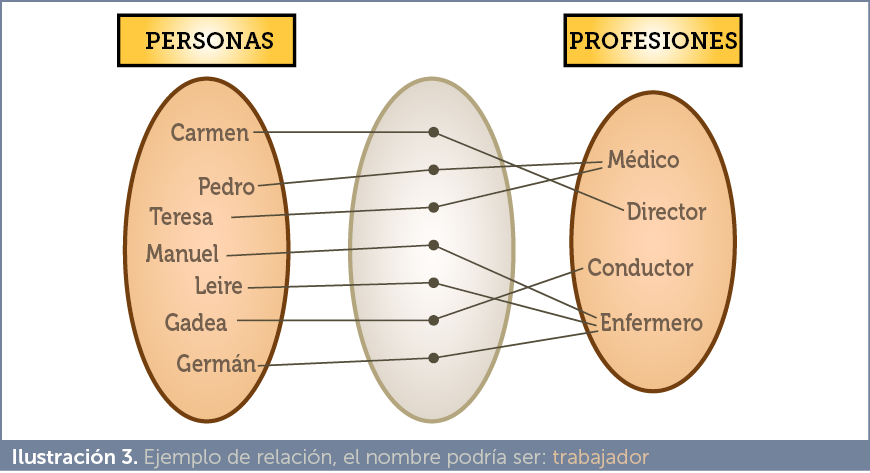 PERSONAS
PROFESIONES
Carmen
Pedro
Teresa
Manuel
Leire
Gadea
Germán
Médico
Director
Conductor
Enfermero
Ilustración 3. Ejemplo de relación, el nombre podría ser: trabajador